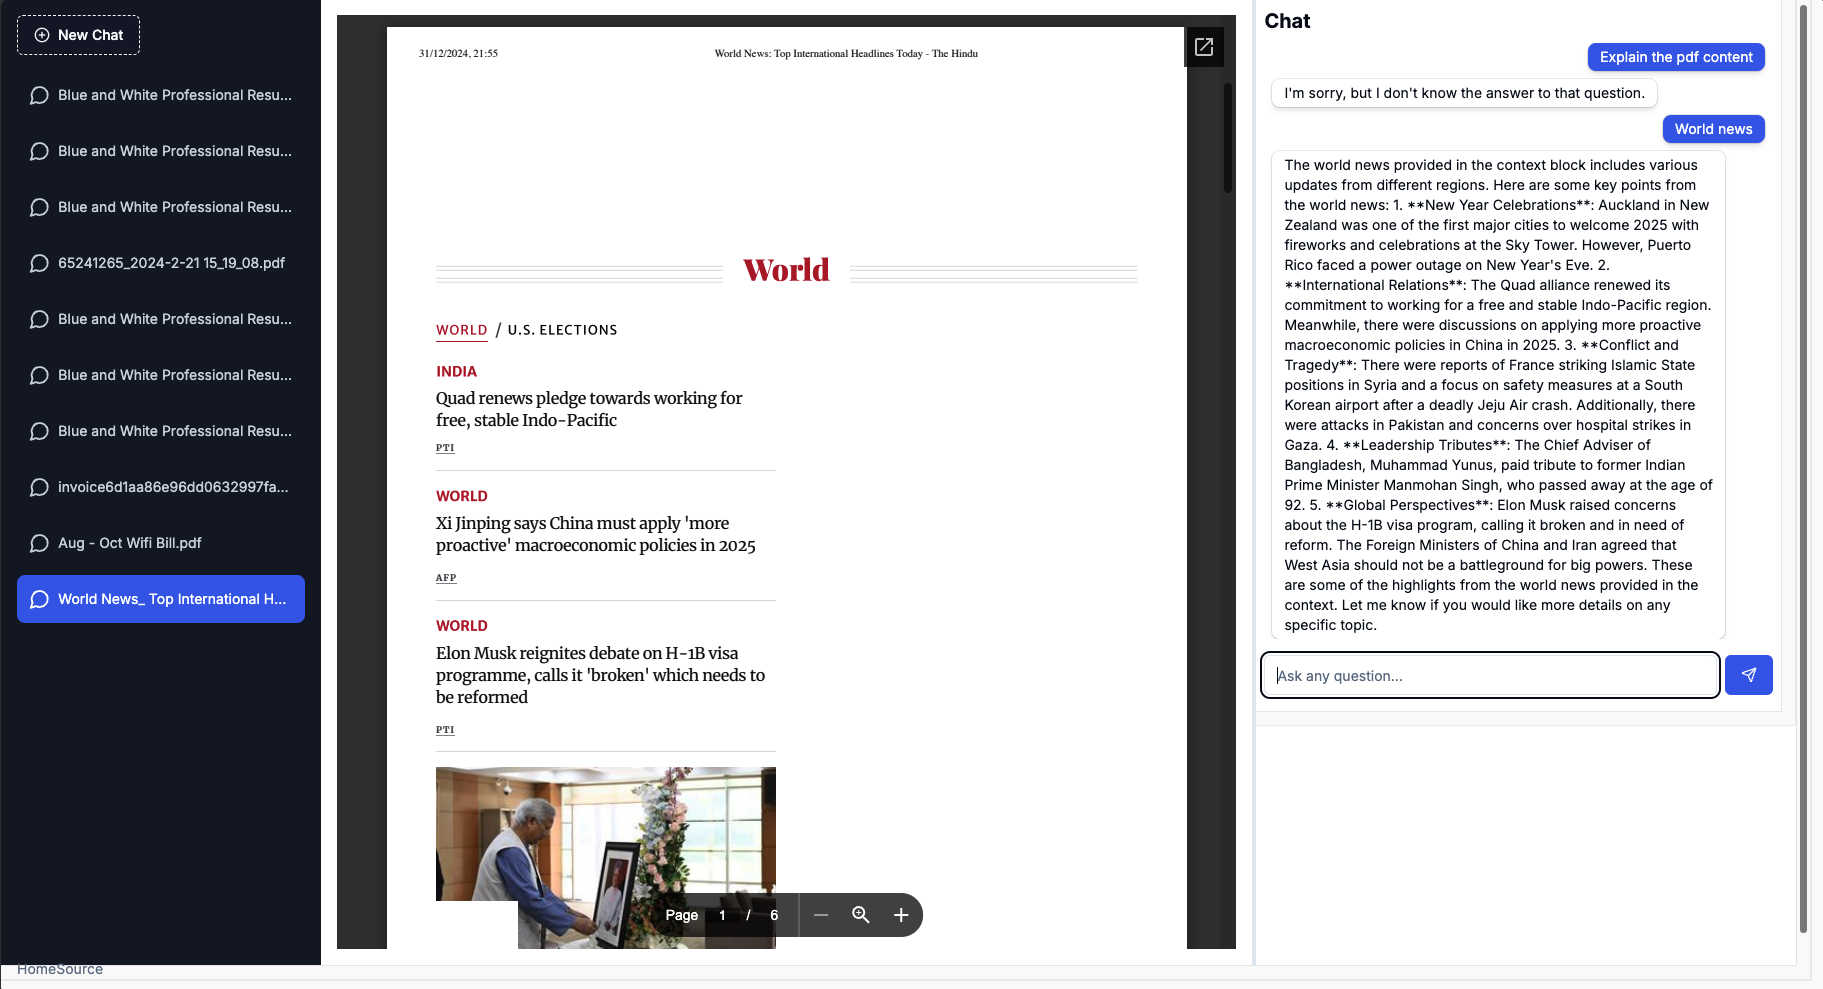 New Chat
Blue and White Professional Resu...
Blue and White Professional Resu...
Blue and White Professional Resu...
65241265_2024-2-21 15_19_08.pdf
Blue and White Professional Resu...
Blue and White Professional Resu...
Blue and White Professional Resu...
invoice6d1aa86e96dd0632997fa...
Aug - Oct Wifi Bill.pdf
World News_ Top International H...
HomeSource
31/12/2024, 21:55
World News: Top International Headlines Today - The Hindu
World
WORLD / U.S. ELECTIONS
INDIA
Quad renews pledge towards working for
free, stable Indo-Pacific
PTI
WORLD
Xi Jinping says China must apply 'more
proactive' macroeconomic policies in 2025
AFP
WORLD
Elon Musk reignites debate on H-1B visa
programme, calls it 'broken' which needs to
be reformed
PTI
Page 1 / 6
Chat
Explain the pdf content
I'm sorry, but I don't know the answer to that question.
World news
The world news provided in the context block includes various
updates from different regions. Here are some key points from
the world news: 1. **New Year Celebrations**: Auckland in New
Zealand was one of the first major cities to welcome 2025 with
fireworks and celebrations at the Sky Tower. However, Puerto
Rico faced a power outage on New Year's Eve. 2.
**International Relations**: The Quad alliance renewed its
commitment to working for a free and stable Indo-Pacific region.
Meanwhile, there were discussions on applying more proactive
macroeconomic policies in China in 2025. 3. **Conflict and
Tragedy**: There were reports of France striking Islamic State
positions in Syria and a focus on safety measures at a South
Korean airport after a deadly Jeju Air crash. Additionally, there
were attacks in Pakistan and concerns over hospital strikes in
Gaza. 4. **Leadership Tributes**: The Chief Adviser of
Bangladesh, Muhammad Yunus, paid tribute to former Indian
Prime Minister Manmohan Singh, who passed away at the age of
92. 5. **Global Perspectives**: Elon Musk raised concerns
about the H-1B visa program, calling it broken and in need of
reform. The Foreign Ministers of China and Iran agreed that
West Asia should not be a battleground for big powers. These
are some of the highlights from the world news provided in the
context. Let me know if you would like more details on any
specific topic.
Ask any question...